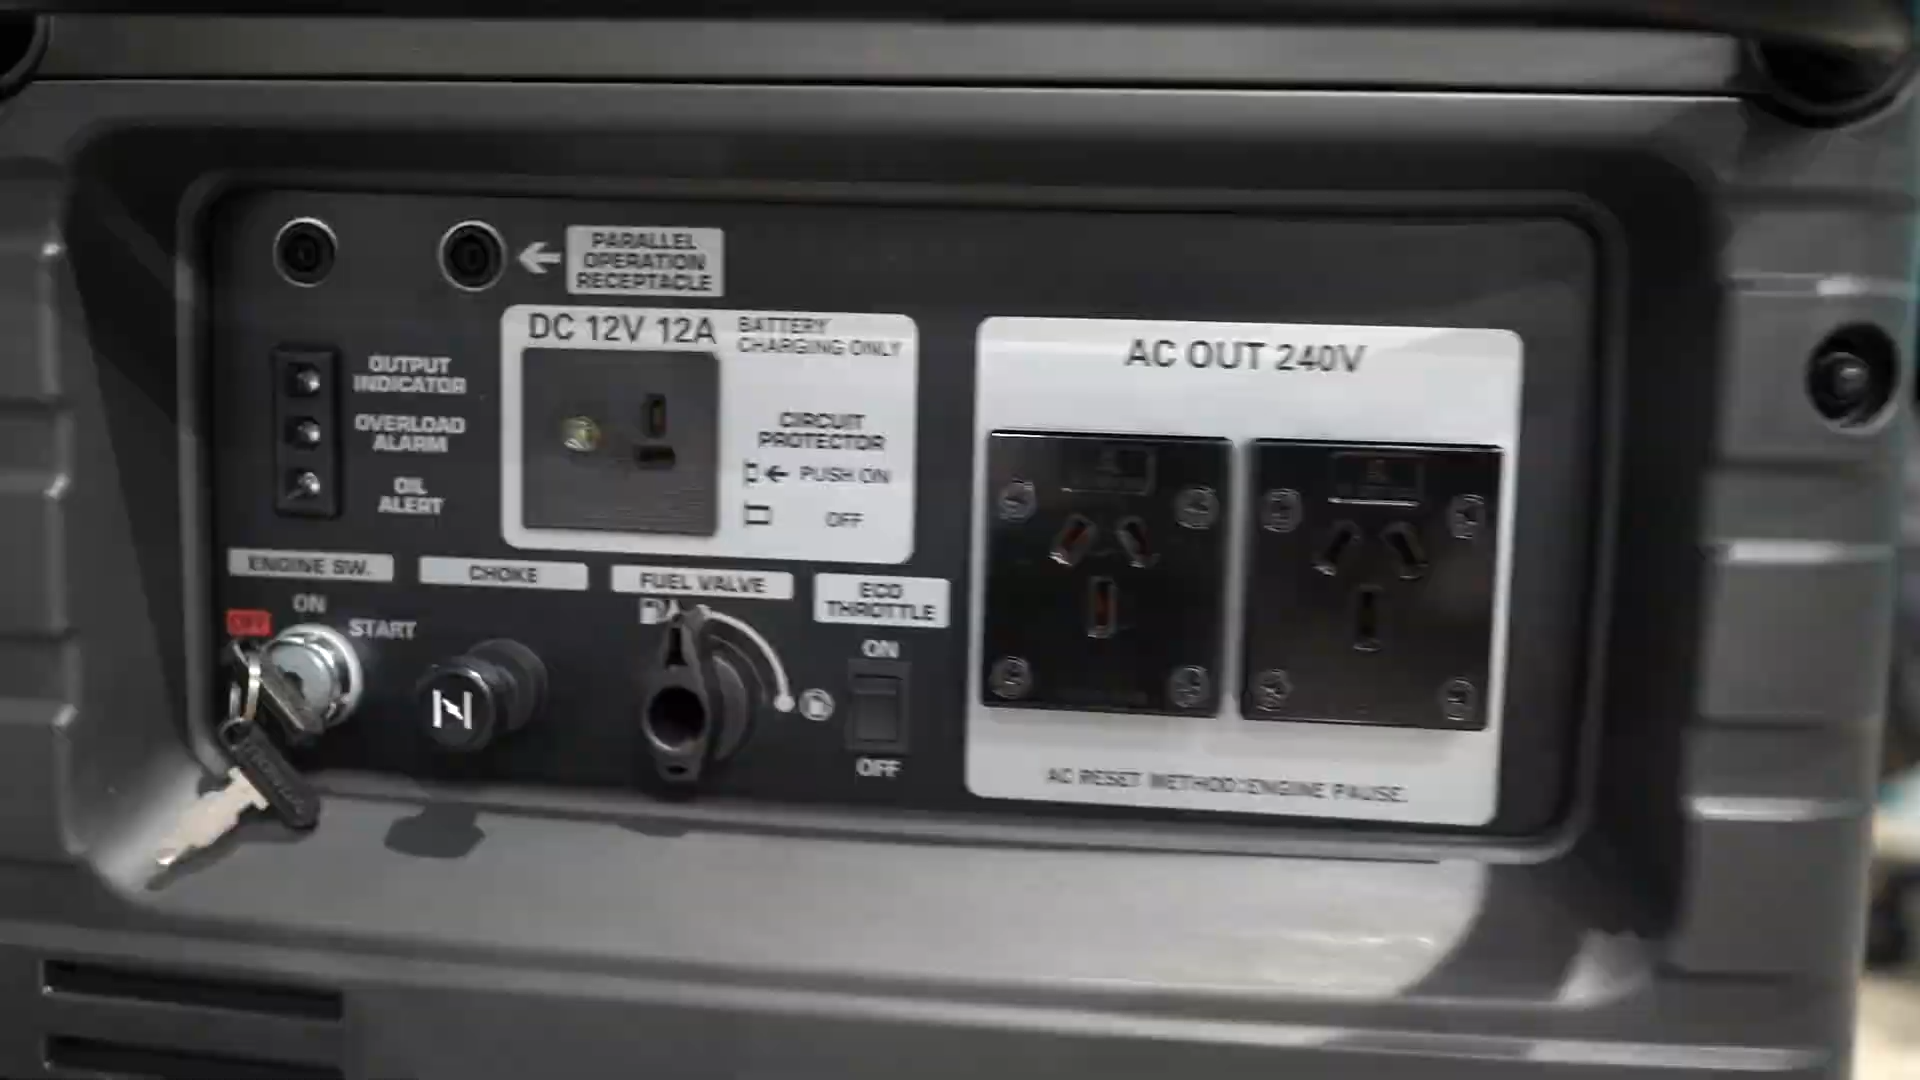 PARALLEL
OPERATION
RECEPTACLE
DC 12V 12A
BATTERY
CHARGING ONLY
OUTPUT
INDICATOR
OVERLOAD
ALARM
OIL
ALERT
CIRCUIT
PROTECTOR
PUSH ON
OFF
AC OUT 240V
ENGINE SW.
CHOKE
FUEL VALVE
ECO
THROTTLE
OFF
ON
START
ON
OFF
AC RESET METHOD:ENGINE PAUSE.